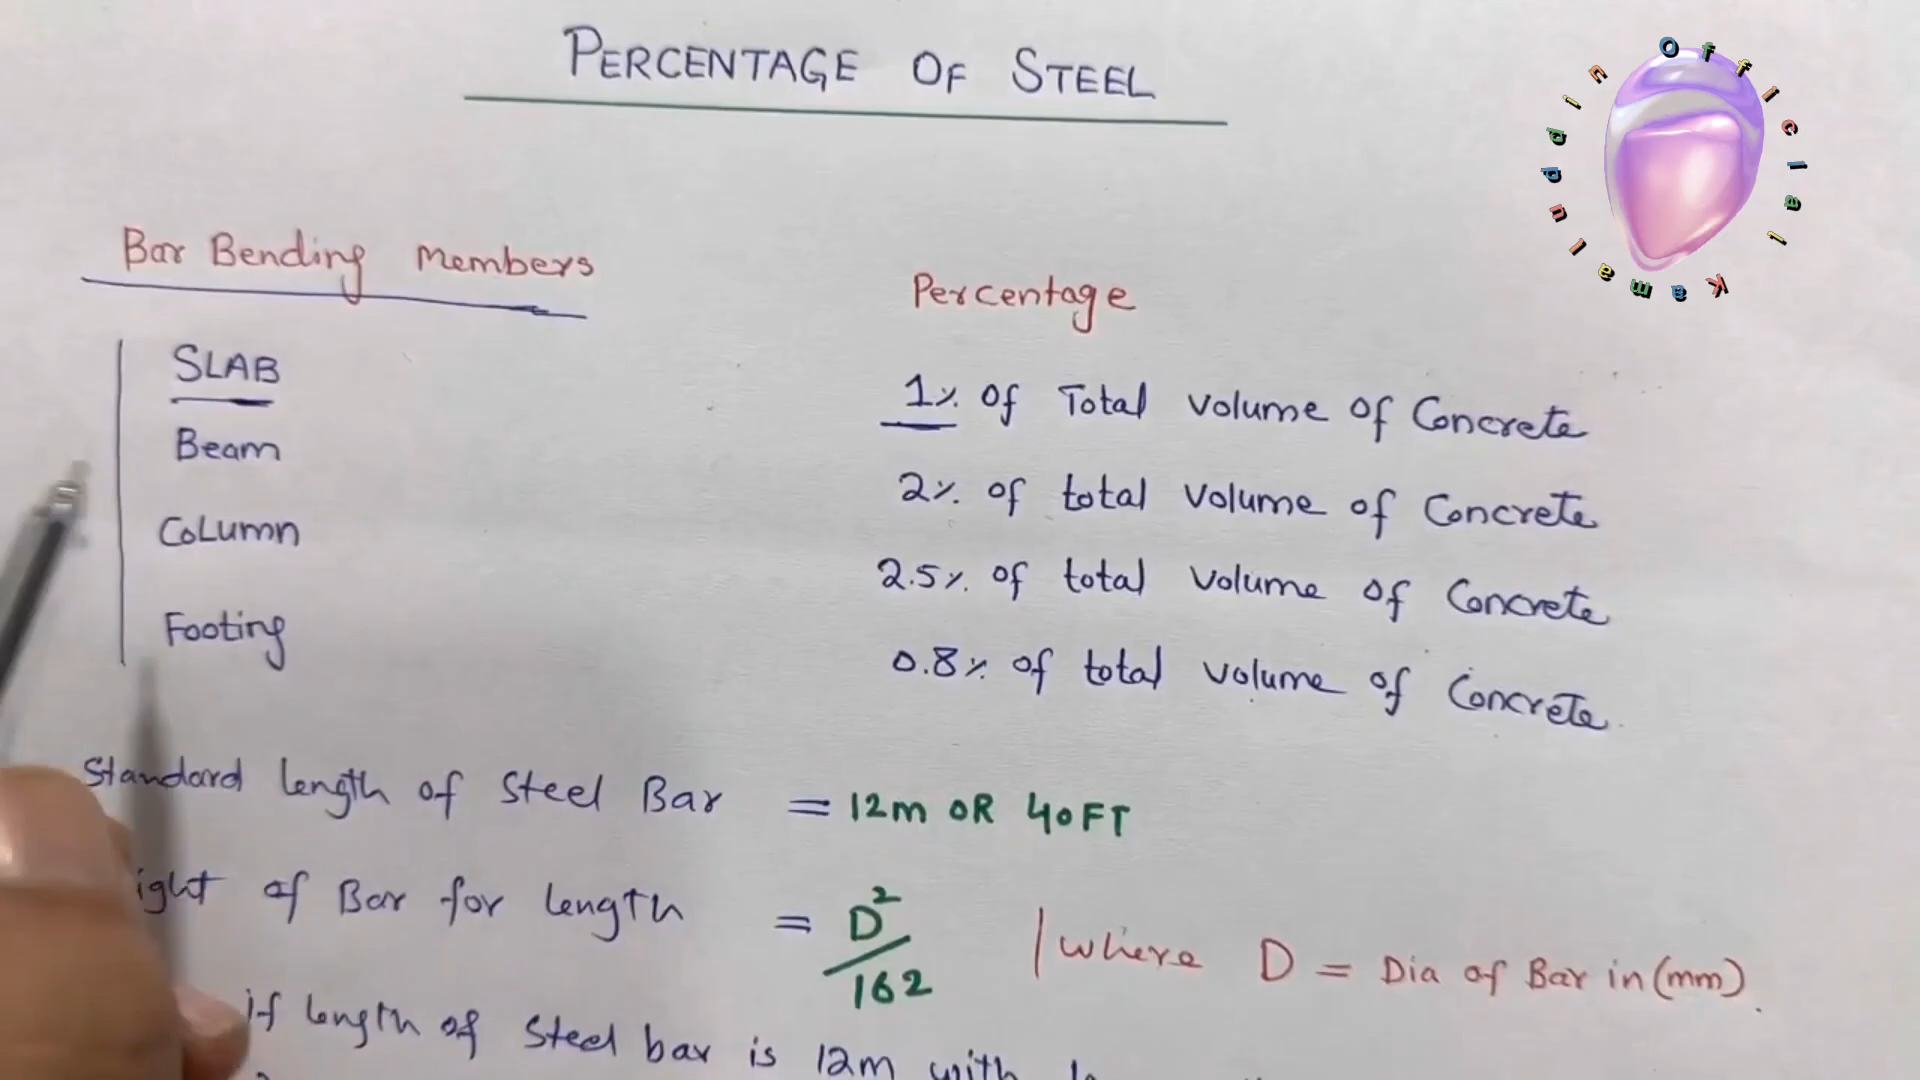 PERCENTAGE OF STEEL
Kamaluddin Official
Bar Bending Members
Percentage
SLAB
1% of Total volume of Concrete
Beam
2% of total volume of Concrete
CoLumn
2.5% of total volume of Concrete
Footing
0.8% of total volume of Concrete
Standard length of Steel Bar = 12m OR 40FT
of Bar for length = D²/162 | where D = Dia of Bar in (mm).
if length of Steel bar is 12m with